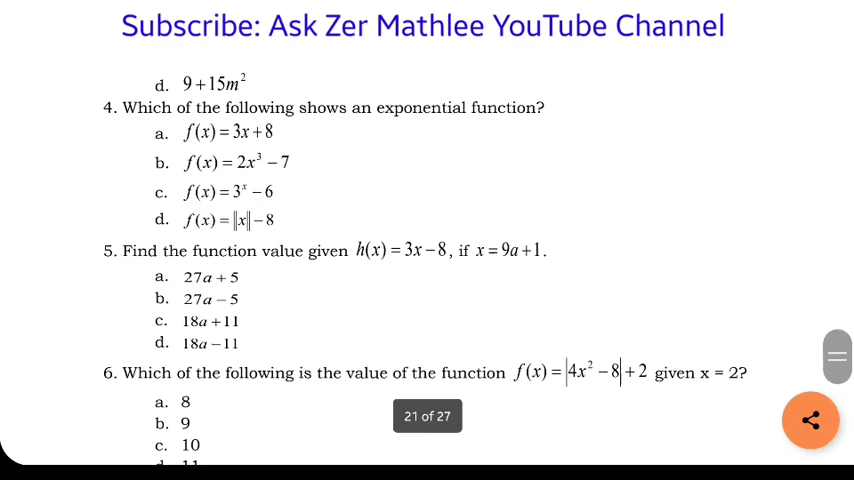 Subscribe: Ask Zer Mathlee YouTube Channel
d. 9+15m²
4. Which of the following shows an exponential function?
a. f(x)=3x+8
b. f(x)=2x³−7
c. f(x)=3ˣ−6
d. f(x)=‖x‖−8
5. Find the function value given h(x)=3x−8, if x=9a+1.
a. 27a+5
b. 27a−5
c. 18a+11
d. 18a−11
6. Which of the following is the value of the function f(x)=|4x²−8|+2 given x = 2?
a. 8
b. 9
c. 10
21 of 27